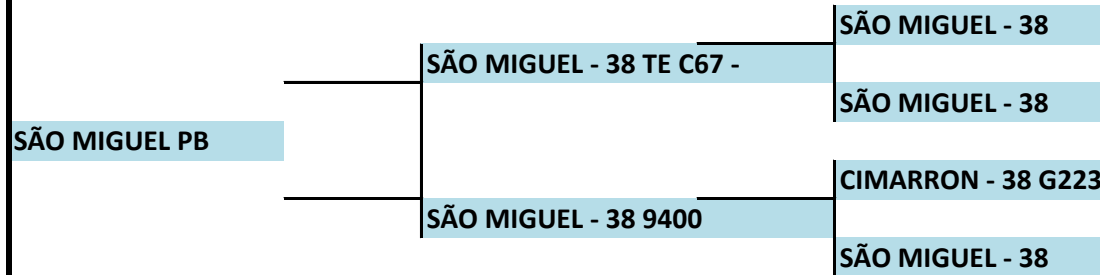 SÃO MIGUEL - 38
SÃO MIGUEL - 38 TE C67 -
SÃO MIGUEL - 38
SÃO MIGUEL PB
CIMARRON - 38 G223
SÃO MIGUEL - 38 9400
SÃO MIGUEL - 38